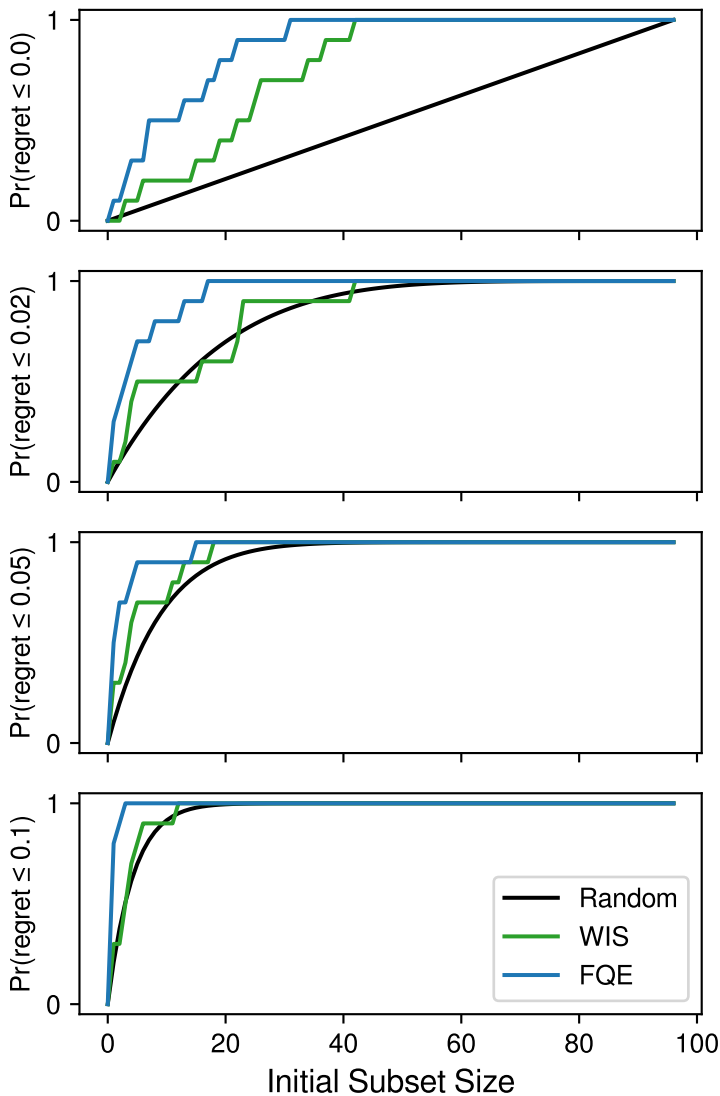 Pr(regret ≤ 0.0)
1
0
Pr(regret ≤ 0.02)
1
0
Pr(regret ≤ 0.05)
1
0
Pr(regret ≤ 0.1)
1
0
Random
WIS
FQE
0 20 40 60 80 100
Initial Subset Size